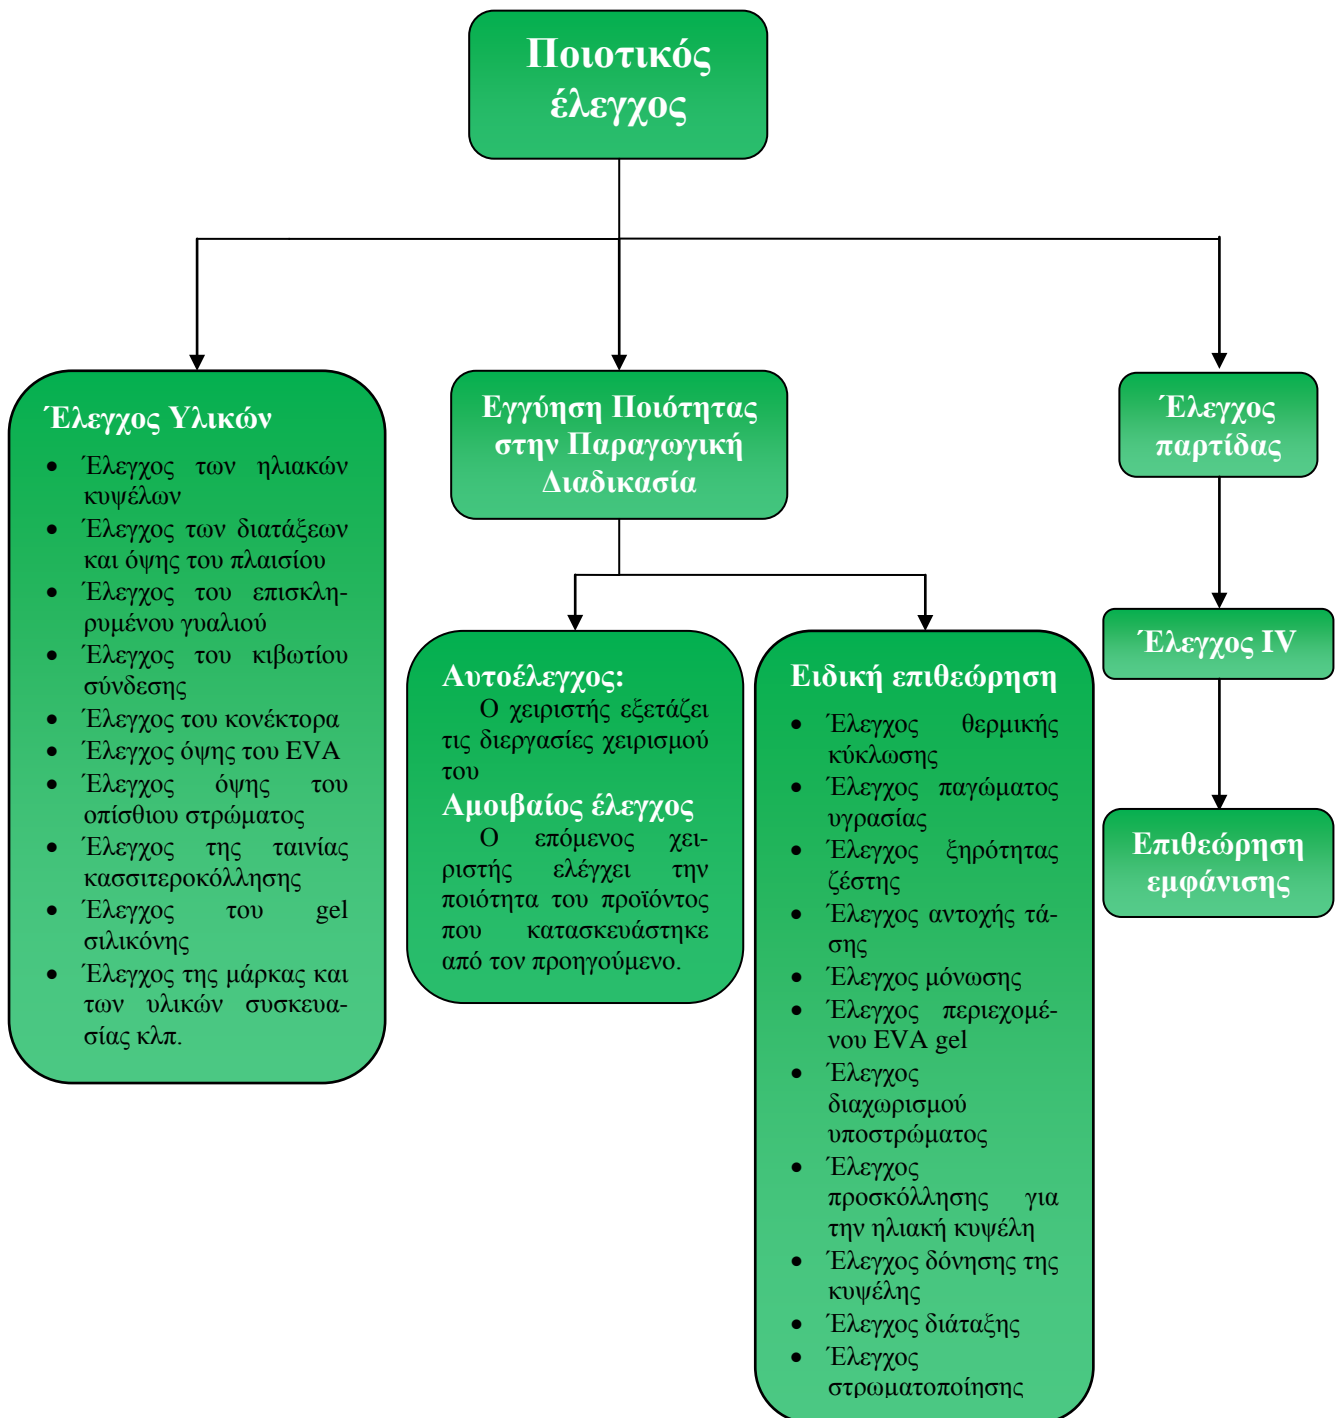 Ποιοτικός
έλεγχος
Έλεγχος Υλικών
• Έλεγχος των ηλιακών
κυψέλων
• Έλεγχος των διατάξεων
και όψης του πλαισίου
• Έλεγχος του επισκλη-
ρυμένου γυαλιού
• Έλεγχος του κιβωτίου
σύνδεσης
• Έλεγχος του κονέκτορα
• Έλεγχος όψης του EVA
• Έλεγχος όψης του
οπίσθιου στρώματος
• Έλεγχος της ταινίας
κασσιτεροκόλλησης
• Έλεγχος του gel
σιλικόνης
• Έλεγχος της μάρκας και
των υλικών συσκευα-
σίας κλπ.
Εγγύηση Ποιότητας
στην Παραγωγική
Διαδικασία
Αυτοέλεγχος:
Ο χειριστής εξετάζει
τις διεργασίες χειρισμού
του
Αμοιβαίος έλεγχος
Ο επόμενος χει-
ριστής ελέγχει την
ποιότητα του προϊόντος
που κατασκευάστηκε
από τον προηγούμενο.
Ειδική επιθεώρηση
• Έλεγχος θερμικής
κύκλωσης
• Έλεγχος παγώματος
υγρασίας
• Έλεγχος ξηρότητας
ζέστης
• Έλεγχος αντοχής τά-
σης
• Έλεγχος μόνωσης
• Έλεγχος περιεχομέ-
νου EVA gel
• Έλεγχος
διαχωρισμού
υποστρώματος
• Έλεγχος
προσκόλλησης για
την ηλιακή κυψέλη
• Έλεγχος δόνησης της
κυψέλης
• Έλεγχος διάταξης
• Έλεγχος
στρωματοποίησης
Έλεγχος
παρτίδας
Έλεγχος IV
Επιθεώρηση
εμφάνισης